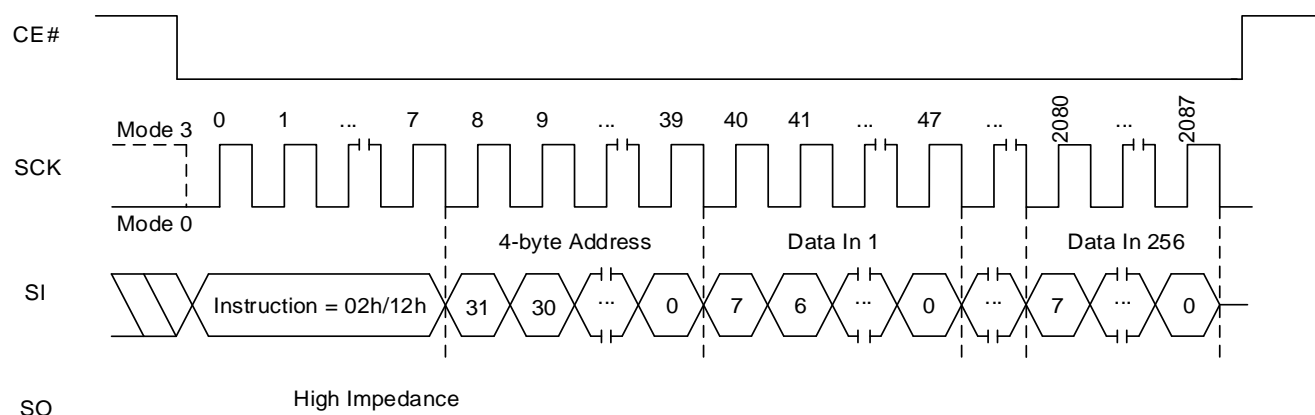 CE#
0 1 ... 7 8 9 ... 39 40 41 ... 47 ... 2080 ... 2087
Mode 3
SCK
Mode 0
4-byte Address Data In 1 Data In 256
SI
Instruction = 02h/12h 31 30 ... 0 7 6 ... 0 ... 7 ... 0
High Impedance
SO